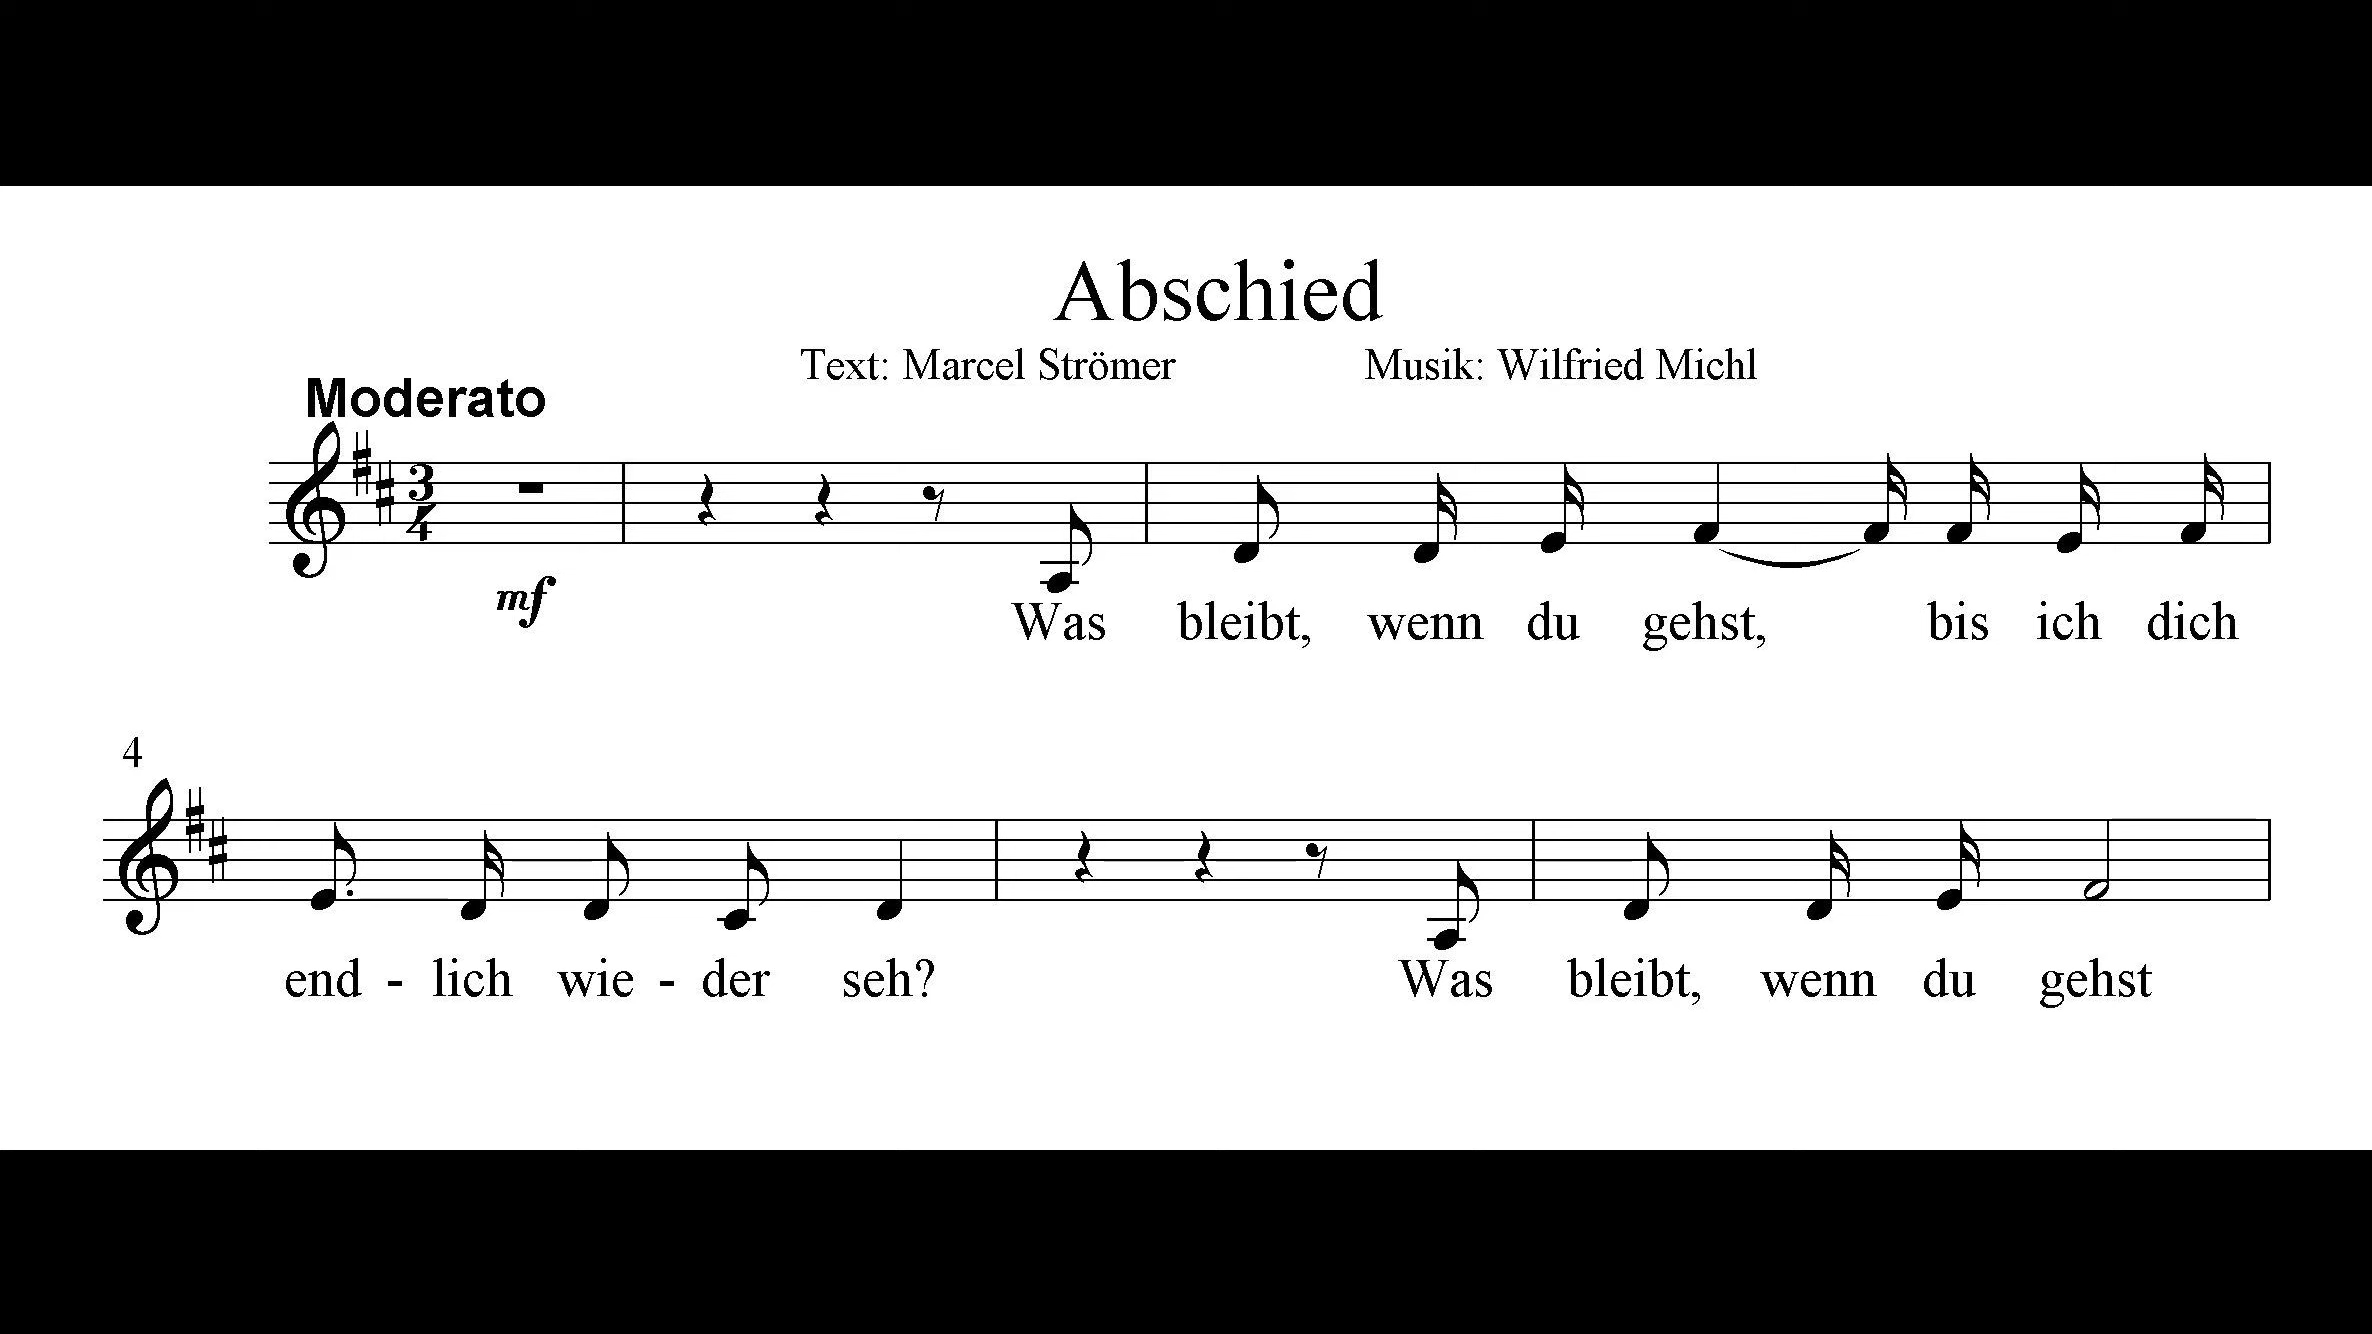 Abschied
Text: Marcel Strömer Musik: Wilfried Michl
Moderato
3
4
mf
Was bleibt, wenn du gehst, bis ich dich
4
end - lich wie - der seh? Was bleibt, wenn du gehst